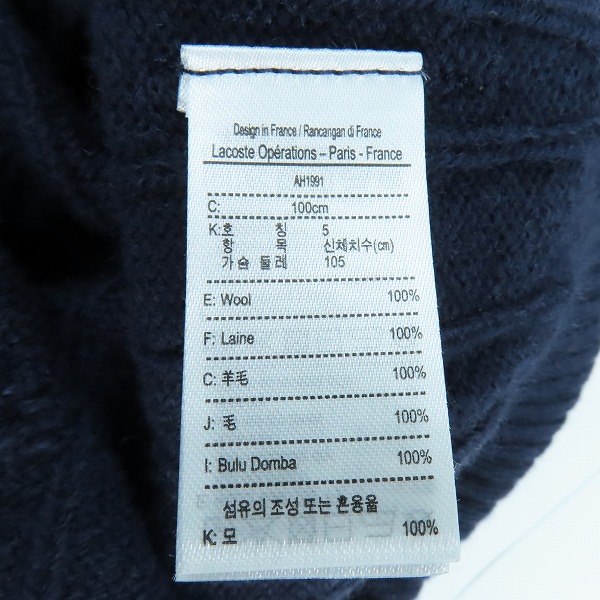 Design in France / Rancangan di France
Lacoste Opérations – Paris - France
AH1991
C: 100cm
K: 호 칭 5
항 목 신체치수(cm)
가 슴 둘 레 105
E: Wool 100%
F: Laine 100%
C: 羊毛 100%
J: 毛 100%
I: Bulu Domba 100%
섬유의 조성 또는 혼용율
K: 모 100%